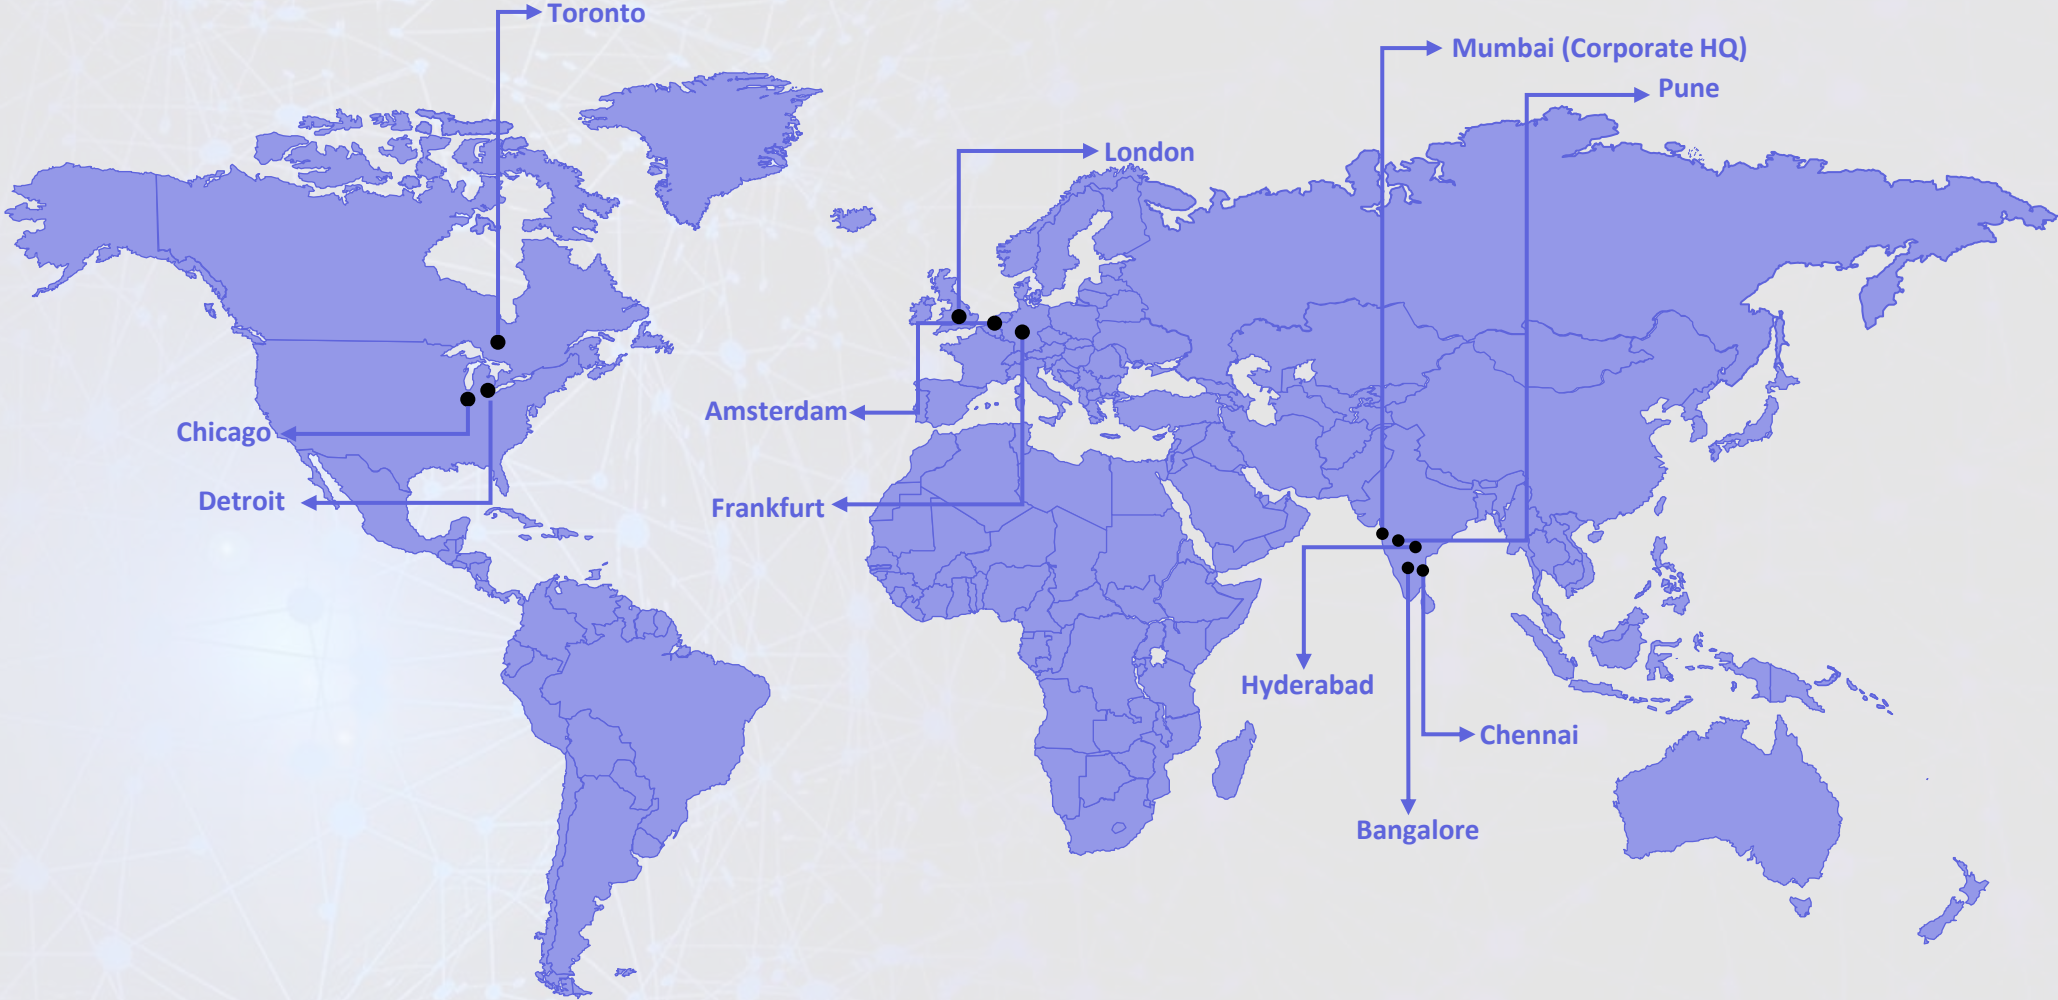 Toronto
Mumbai (Corporate HQ)
Pune
London
Amsterdam
Chicago
Detroit
Frankfurt
Hyderabad
Chennai
Bangalore